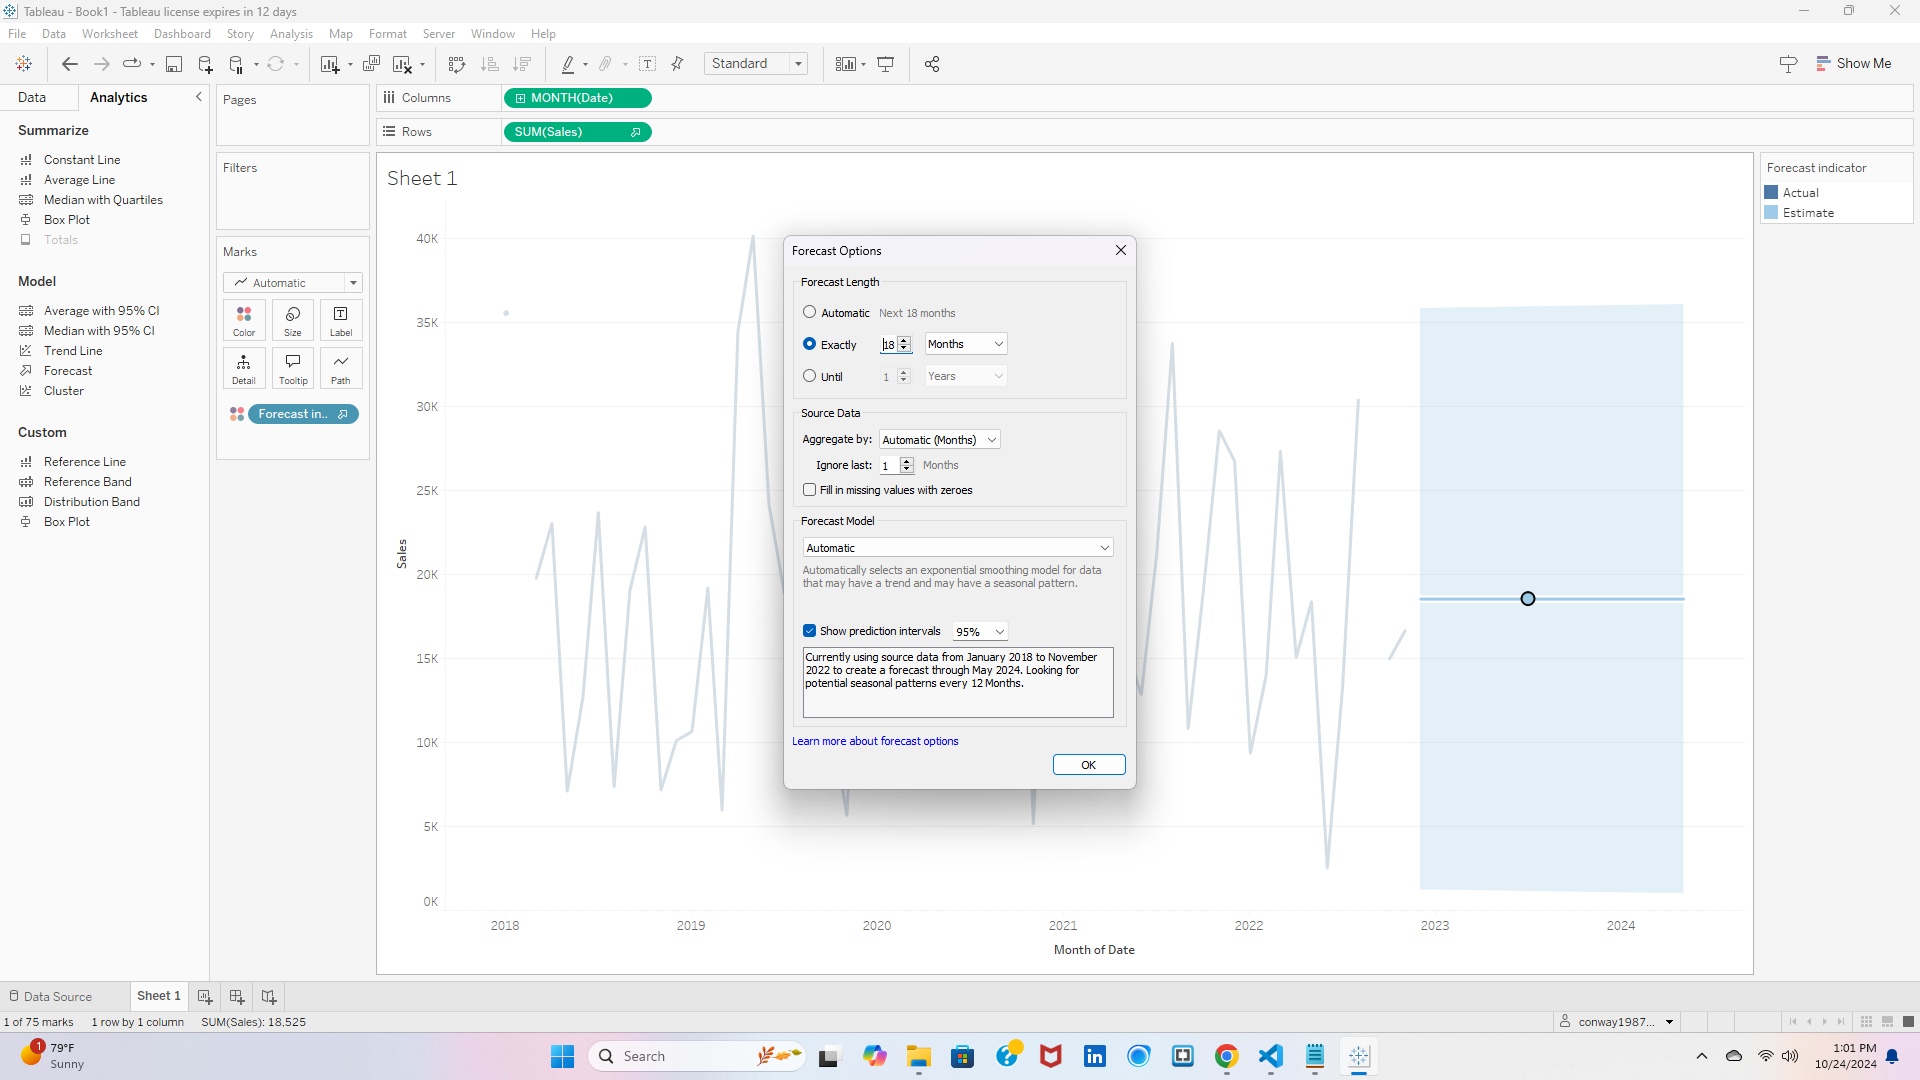 Tableau - Book1 - Tableau license expires in 12 days
File Data Worksheet Dashboard Story Analysis Map Format Server Window Help
Standard
Show Me
Data Analytics
Summarize
Constant Line
Average Line
Median with Quartiles
Box Plot
Totals
Model
Average with 95% CI
Median with 95% CI
Trend Line
Forecast
Cluster
Custom
Reference Line
Reference Band
Distribution Band
Box Plot
Pages
Filters
Marks
Automatic
Color Size Label
Detail Tooltip Path
Forecast in..
Columns MONTH(Date)
Rows SUM(Sales)
Sheet 1
40K
35K
30K
25K
20K
15K
10K
5K
0K
Sales
2018 2019 2020 2021 2022 2023 2024
Month of Date
Forecast Options
Forecast Length
Automatic Next 18 months
Exactly 18 Months
Until 1 Years
Source Data
Aggregate by: Automatic (Months)
Ignore last: 1 Months
Fill in missing values with zeroes
Forecast Model
Automatic
Automatically selects an exponential smoothing model for data
that may have a trend and may have a seasonal pattern.
Show prediction intervals 95%
Currently using source data from January 2018 to November
2022 to create a forecast through May 2024. Looking for
potential seasonal patterns every 12 Months.
Learn more about forecast options
OK
Forecast indicator
Actual
Estimate
Data Source Sheet 1
1 of 75 marks 1 row by 1 column SUM(Sales): 18,525
conway1987...
1
79°F
Sunny
Search
1:01 PM
10/24/2024